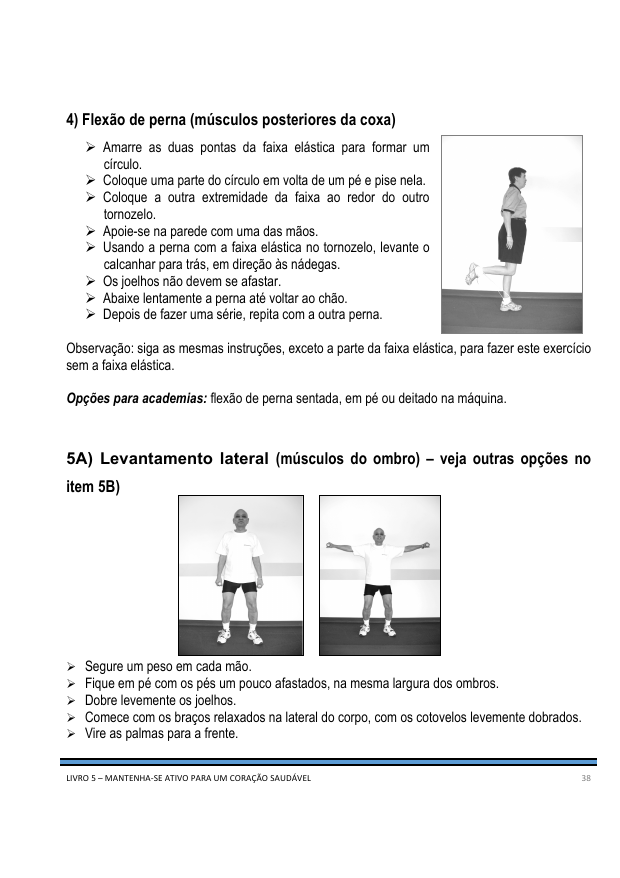 4) Flexão de perna (músculos posteriores da coxa)
➢ Amarre as duas pontas da faixa elástica para formar um
círculo.
➢ Coloque uma parte do círculo em volta de um pé e pise nela.
➢ Coloque a outra extremidade da faixa ao redor do outro
tornozelo.
➢ Apoie-se na parede com uma das mãos.
➢ Usando a perna com a faixa elástica no tornozelo, levante o
calcanhar para trás, em direção às nádegas.
➢ Os joelhos não devem se afastar.
➢ Abaixe lentamente a perna até voltar ao chão.
➢ Depois de fazer uma série, repita com a outra perna.
Observação: siga as mesmas instruções, exceto a parte da faixa elástica, para fazer este exercício
sem a faixa elástica.
Opções para academias: flexão de perna sentada, em pé ou deitado na máquina.
5A) Levantamento lateral (músculos do ombro) – veja outras opções no
item 5B)
➢ Segure um peso em cada mão.
➢ Fique em pé com os pés um pouco afastados, na mesma largura dos ombros.
➢ Dobre levemente os joelhos.
➢ Comece com os braços relaxados na lateral do corpo, com os cotovelos levemente dobrados.
➢ Vire as palmas para a frente.
LIVRO 5 – MANTENHA-SE ATIVO PARA UM CORAÇÃO SAUDÁVEL 38